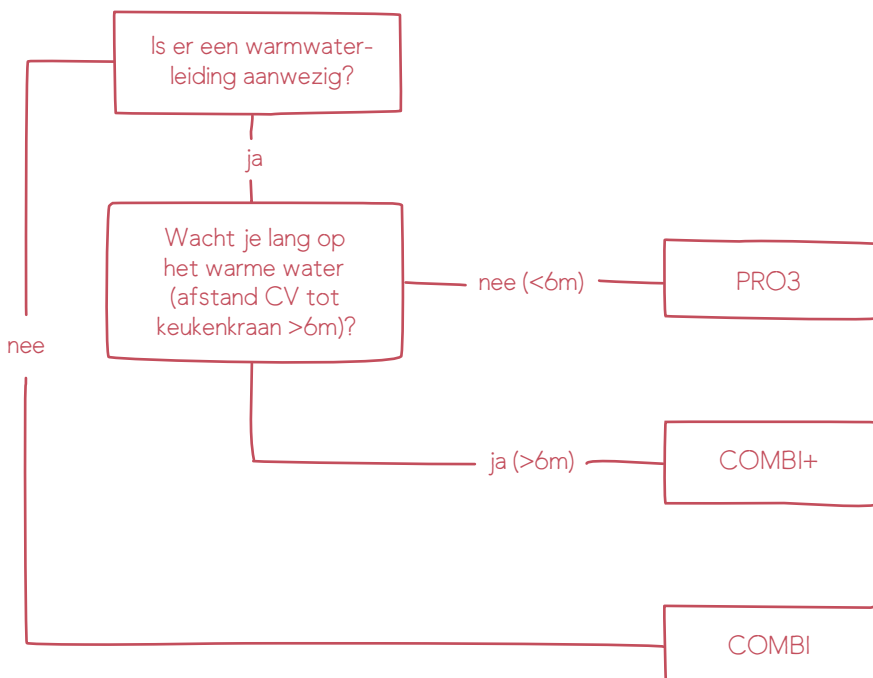 Is er een warmwater-
leiding aanwezig?
ja
Wacht je lang op
het warme water
(afstand CV tot
keukenkraan >6m)?
nee (<6m)
PRO3
nee
ja (>6m)
COMBI+
COMBI